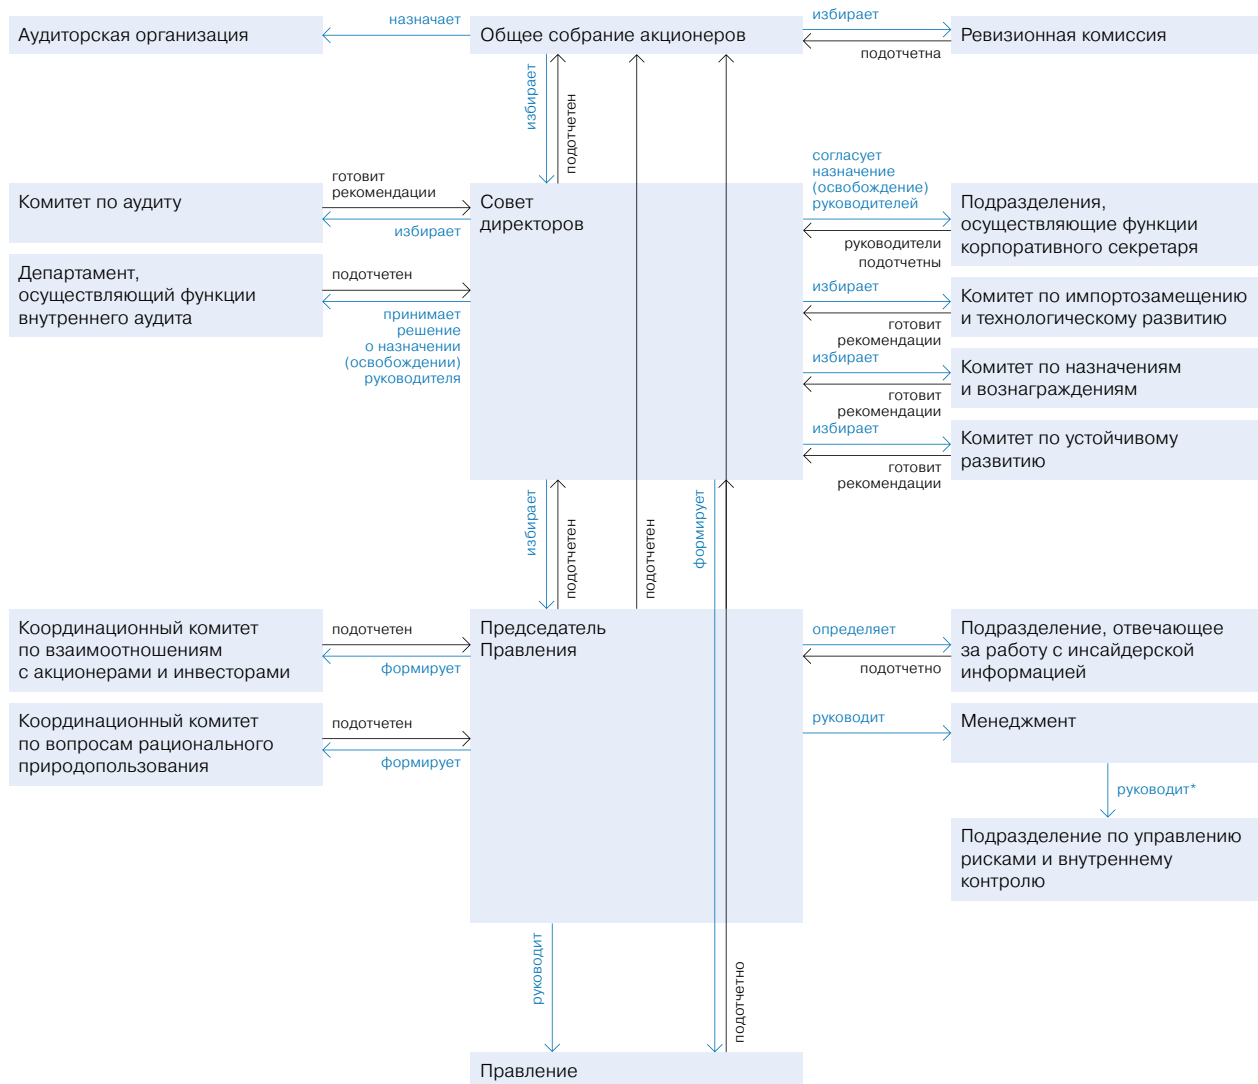 назначает
избирает
Аудиторская организация
Общее собрание акционеров
Ревизионная комиссия
подотчетна
избирает
подотчетен
готовит
рекомендации
согласует
назначение
(освобождение)
руководителей
Комитет по аудиту
избирает
Совет
директоров
Подразделения,
осуществляющие функции
корпоративного секретаря
руководители
подотчетны
Департамент,
осуществляющий функции
внутреннего аудита
подотчетен
принимает
решение
о назначении
(освобождении)
руководителя
избирает
Комитет по импортозамещению
и технологическому развитию
готовит
рекомендации
избирает
Комитет по назначениям
и вознаграждениям
готовит
рекомендации
избирает
Комитет по устойчивому
развитию
готовит
рекомендации
избирает
подотчетен
подотчетен
формирует
Координационный комитет
по взаимоотношениям
с акционерами и инвесторами
подотчетен
формирует
Председатель
Правления
определяет
подотчетно
Подразделение, отвечающее
за работу с инсайдерской
информацией
Координационный комитет
по вопросам рационального
природопользования
подотчетен
формирует
руководит
Менеджмент
руководит*
Подразделение по управлению
рисками и внутреннему
контролю
руководит
подотчетно
Правление